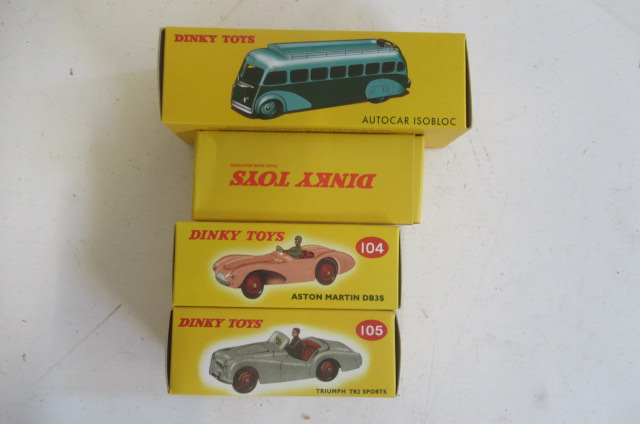 DINKY TOYS
AUTOCAR ISOBLOC
DINKY TOYS
DINKY TOYS
104
ASTON MARTIN DB3S
DINKY TOYS
105
TRIUMPH TR2 SPORTS